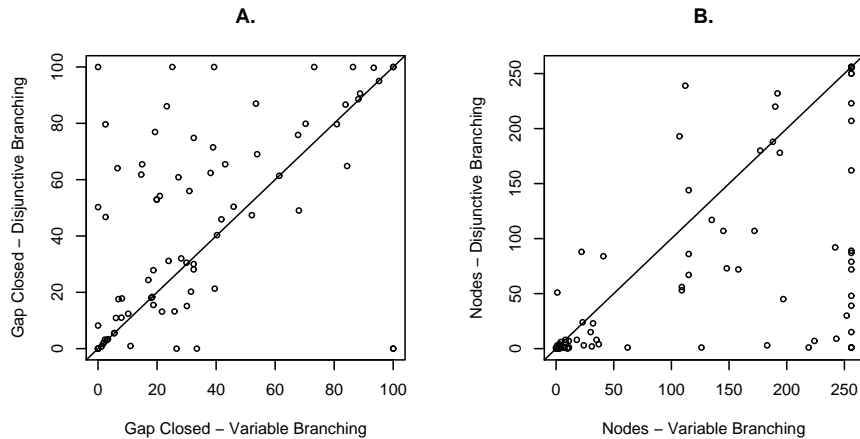 A.
B.
Gap Closed – Disjunctive Branching
0 20 40 60 80 100
0 20 40 60 80 100
Gap Closed – Variable Branching
Nodes – Disjunctive Branching
0 50 100 150 200 250
0 50 100 150 200 250
Nodes – Variable Branching